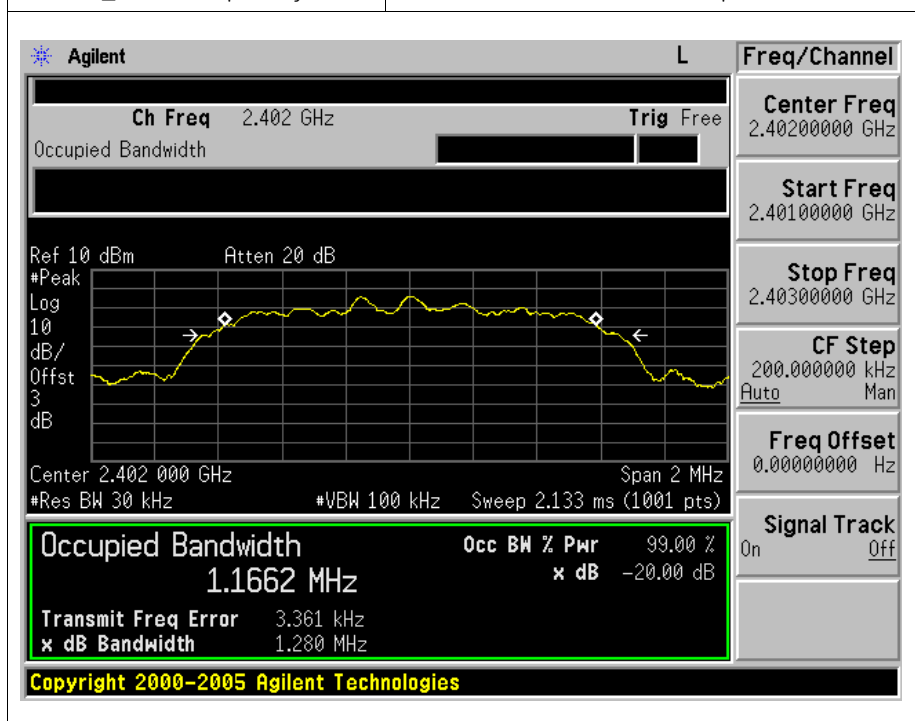 Agilent L
Freq/Channel
Ch Freq 2.402 GHz Trig Free
Occupied Bandwidth
Center Freq
2.40200000 GHz
Start Freq
2.40100000 GHz
Stop Freq
2.40300000 GHz
CF Step
200.000000 kHz
Auto Man
Freq Offset
0.00000000 Hz
Signal Track
On Off
Ref 10 dBm Atten 20 dB
#Peak
Log
10
dB/
Offst
3
dB
Center 2.402 000 GHz Span 2 MHz
#Res BW 30 kHz #VBW 100 kHz Sweep 2.133 ms (1001 pts)
Occupied Bandwidth Occ BW % Pwr 99.00 %
1.1662 MHz x dB -20.00 dB
Transmit Freq Error 3.361 kHz
x dB Bandwidth 1.280 MHz
Copyright 2000-2005 Agilent Technologies